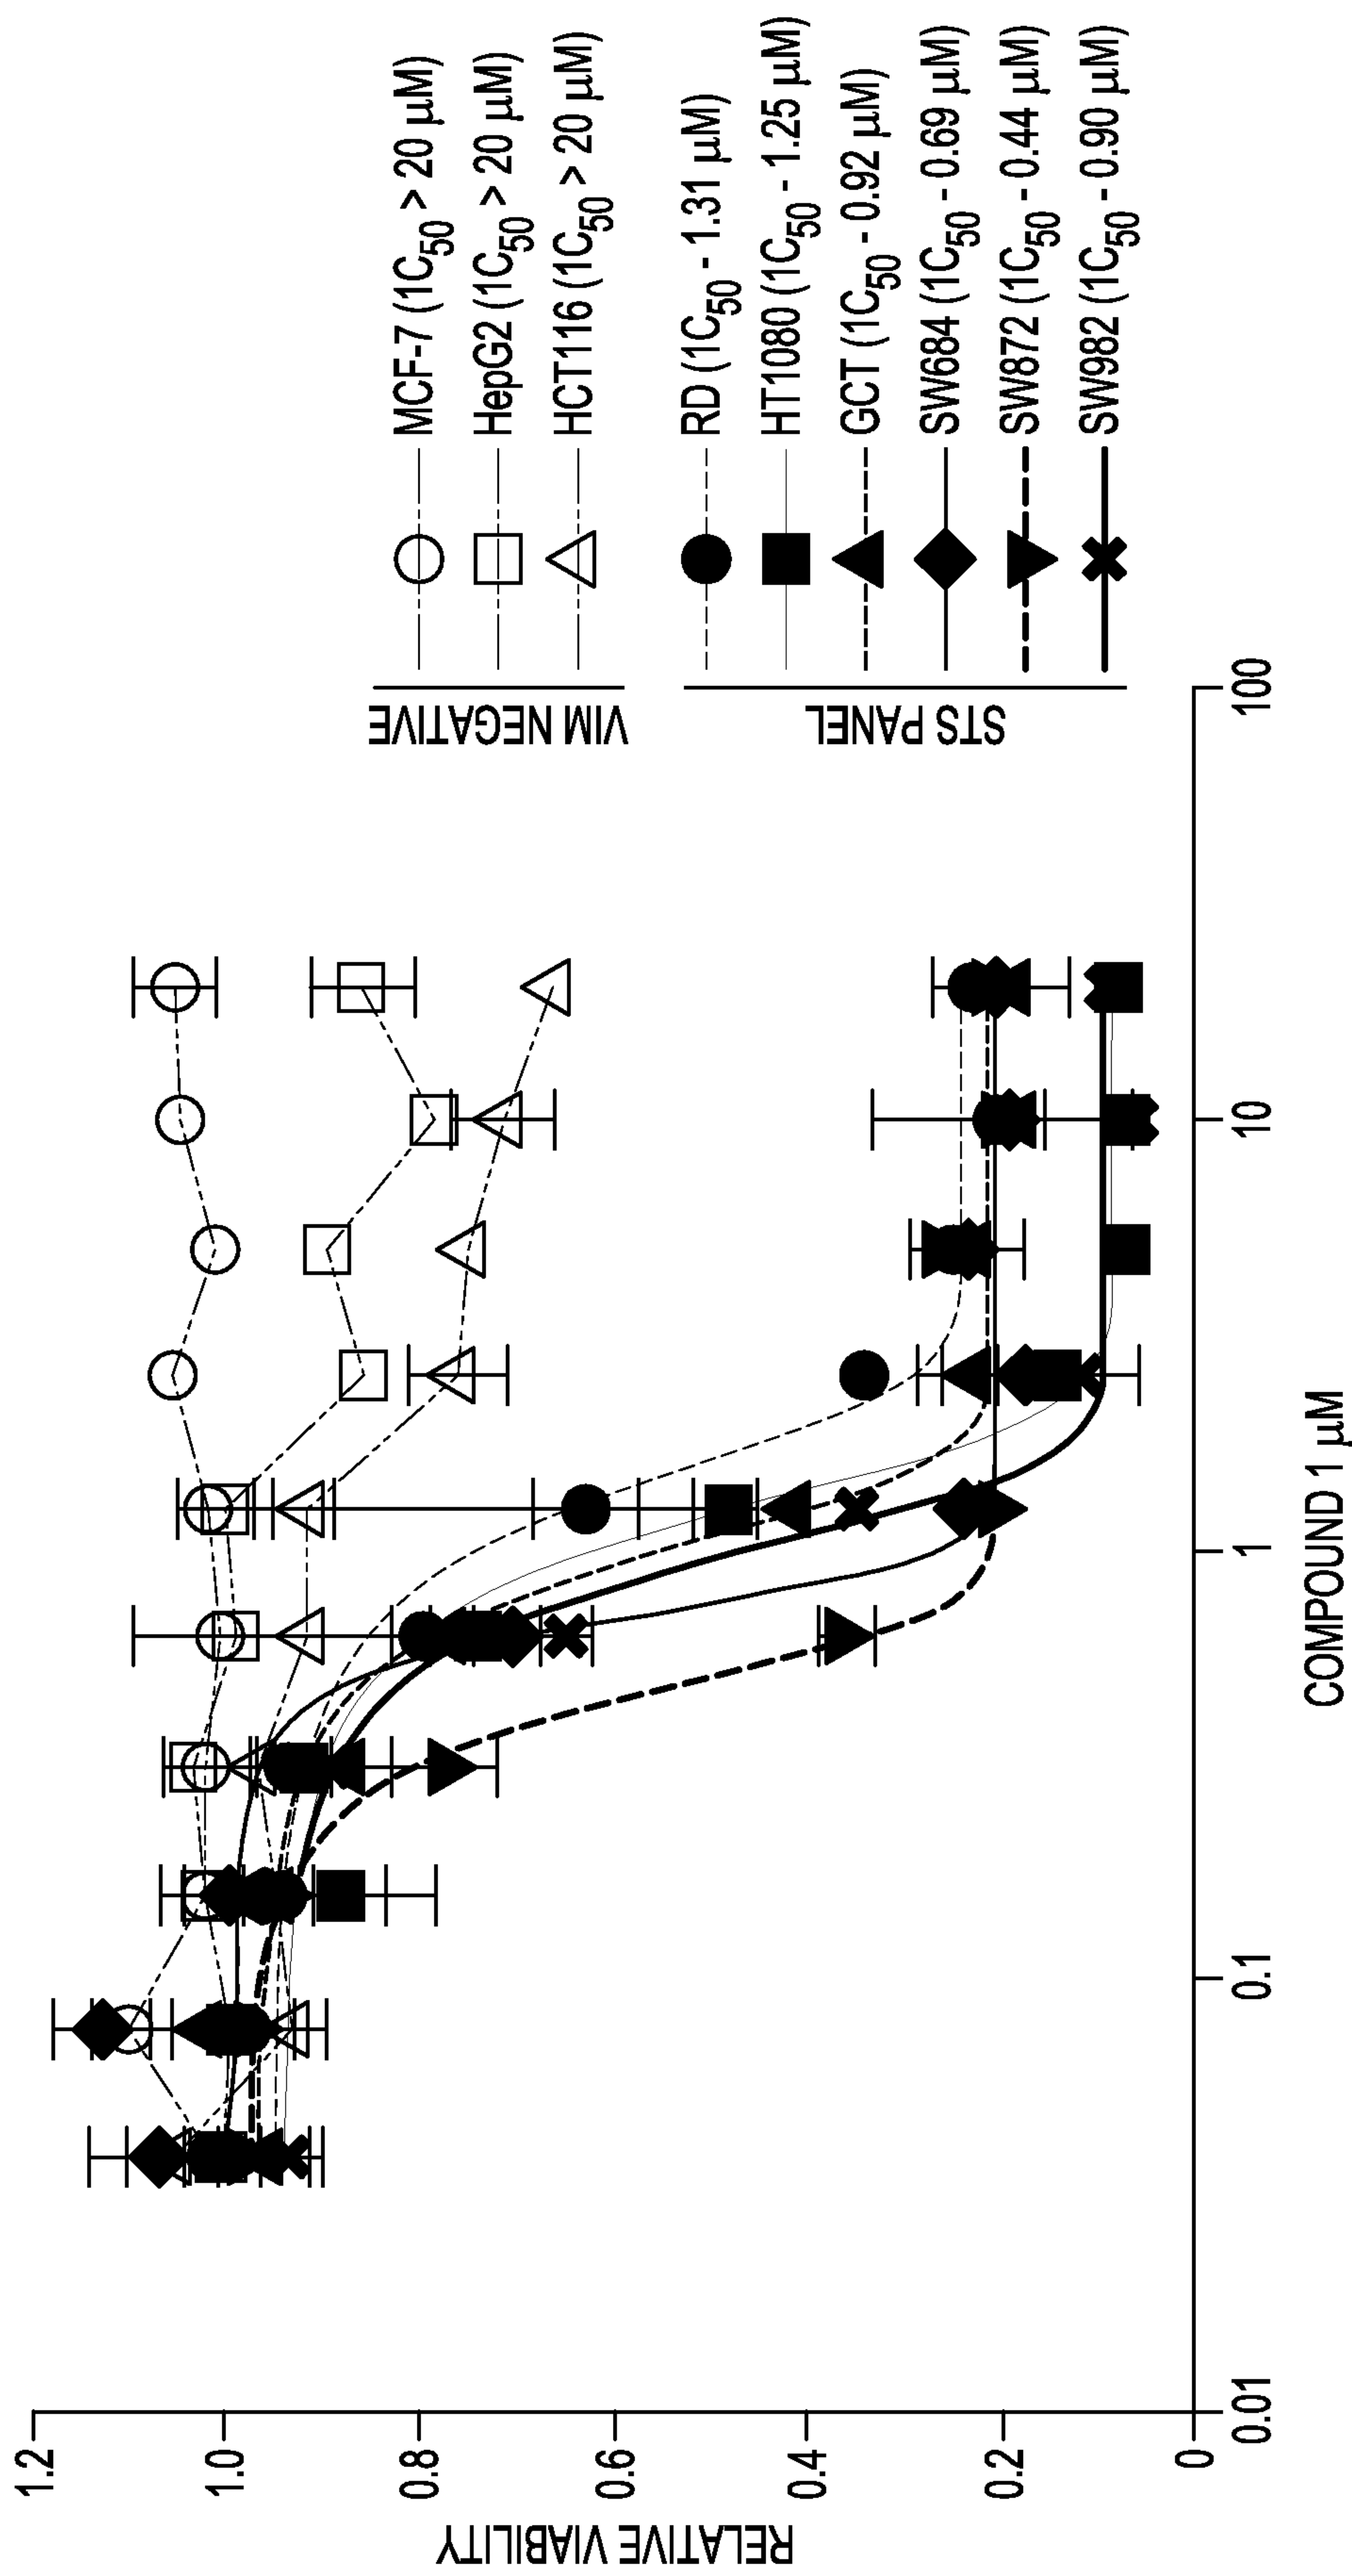 RELATIVE VIABILITY
1.2
1.0
0.8
0.6
0.4
0.2
0
0.01
0.1
1
10
100
COMPOUND 1 µM
VIM NEGATIVE
MCF-7 (1C50 > 20 µM)
HepG2 (1C50 > 20 µM)
HCT116 (1C50 > 20 µM)
STS PANEL
RD (1C50 - 1.31 µM)
HT1080 (1C50 - 1.25 µM)
GCT (1C50 - 0.92 µM)
SW684 (1C50 - 0.69 µM)
SW872 (1C50 - 0.44 µM)
SW982 (1C50 - 0.90 µM)